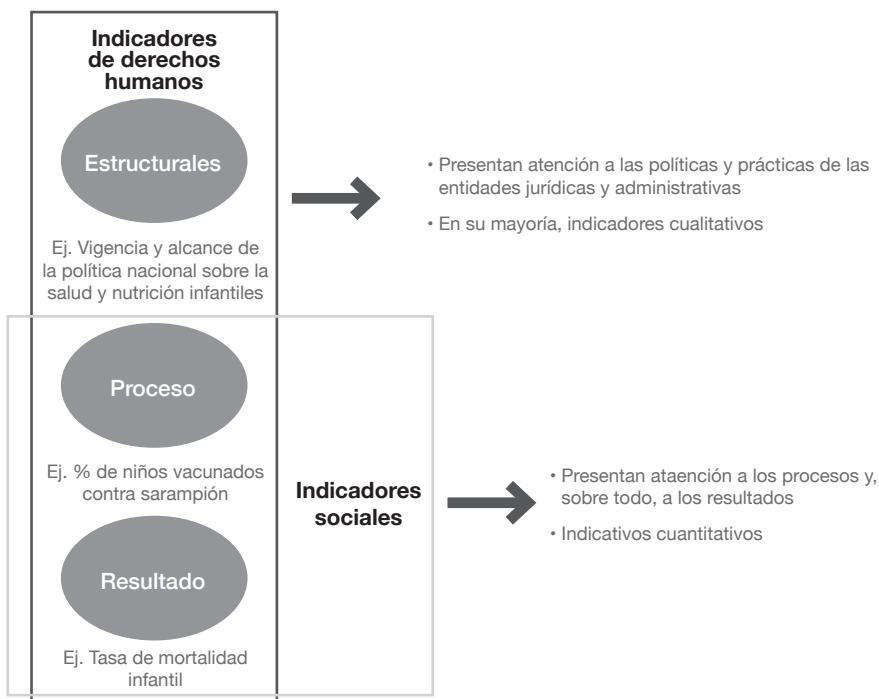 Indicadores
de derechos
humanos
Estructurales
Ej. Vigencia y alcance de
la política nacional sobre la
salud y nutrición infantiles
• Presentan atención a las políticas y prácticas de las
entidades jurídicas y administrativas
• En su mayoría, indicadores cualitativos
Proceso
Ej. % de niños vacunados
contra sarampión
Resultado
Ej. Tasa de mortalidad
infantil
Indicadores
sociales
• Presentan ataención a los procesos y,
sobre todo, a los resultados
• Indicativos cuantitativos